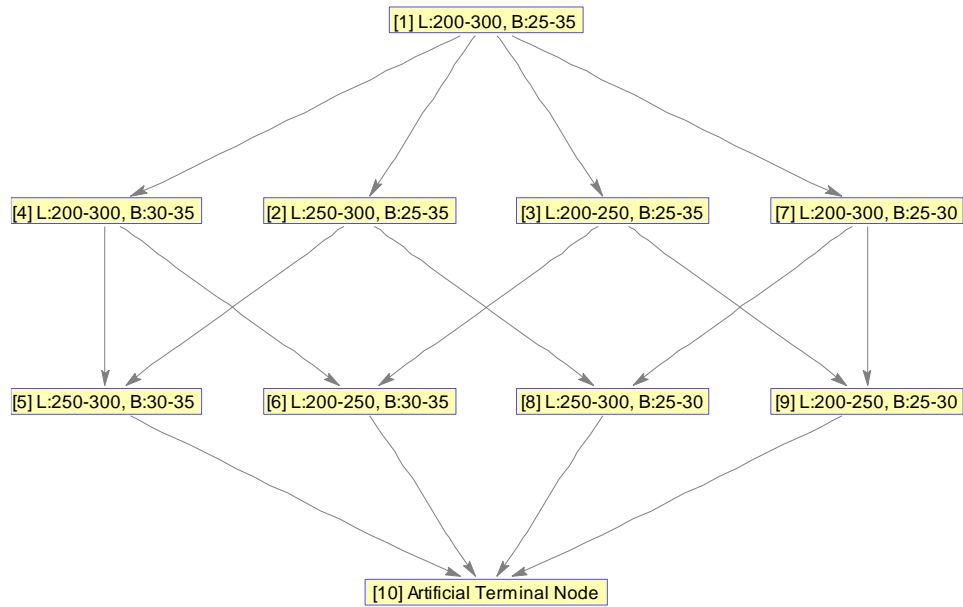 [1] L:200-300, B:25-35
[4] L:200-300, B:30-35
[2] L:250-300, B:25-35
[3] L:200-250, B:25-35
[7] L:200-300, B:25-30
[5] L:250-300, B:30-35
[6] L:200-250, B:30-35
[8] L:250-300, B:25-30
[9] L:200-250, B:25-30
[10] Artificial Terminal Node